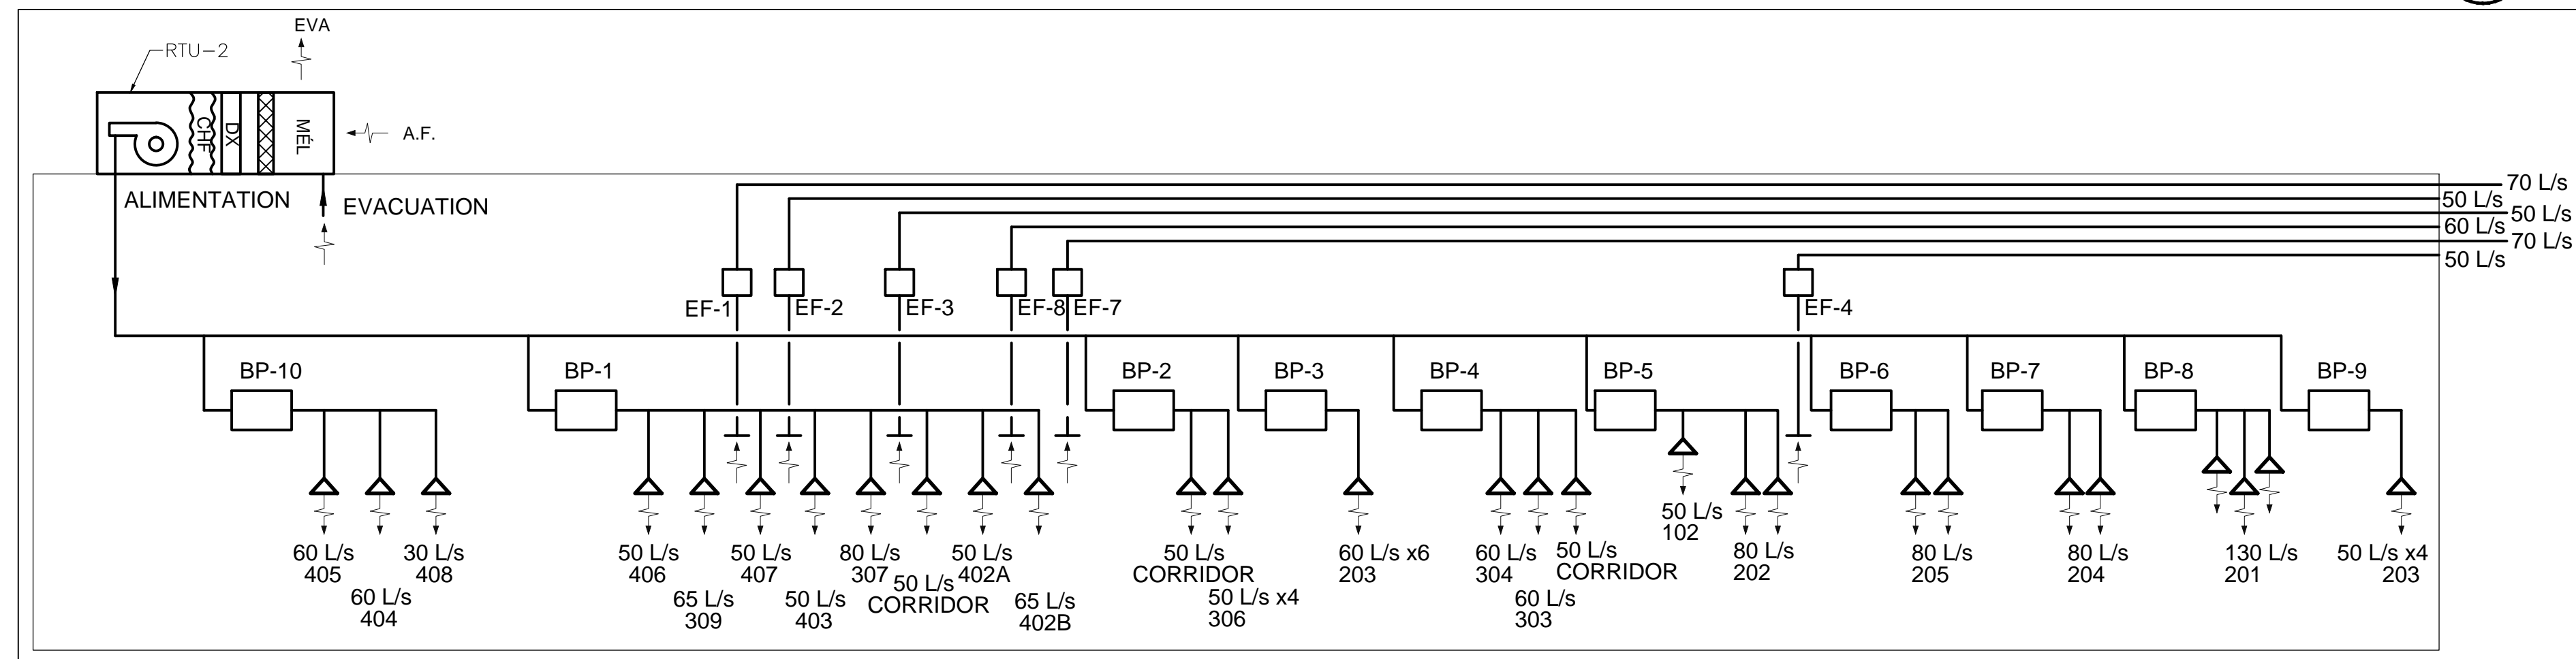 EVA
RTU-2
CHF
DX
MÉL
A.F.
ALIMENTATION
EVACUATION
70 L/s
50 L/s
50 L/s
60 L/s
70 L/s
50 L/s
EF-1
EF-2
EF-3
EF-8
EF-7
EF-4
BP-10
BP-1
BP-2
BP-3
BP-4
BP-5
BP-6
BP-7
BP-8
BP-9
60 L/s
405
60 L/s
404
30 L/s
408
50 L/s
406
65 L/s
309
50 L/s
407
50 L/s
403
80 L/s
307
50 L/s
CORRIDOR
50 L/s
402A
65 L/s
402B
50 L/s
CORRIDOR
50 L/s x4
306
60 L/s x6
203
60 L/s
304
60 L/s
303
50 L/s
CORRIDOR
50 L/s
102
80 L/s
202
80 L/s
205
80 L/s
204
130 L/s
201
50 L/s x4
203